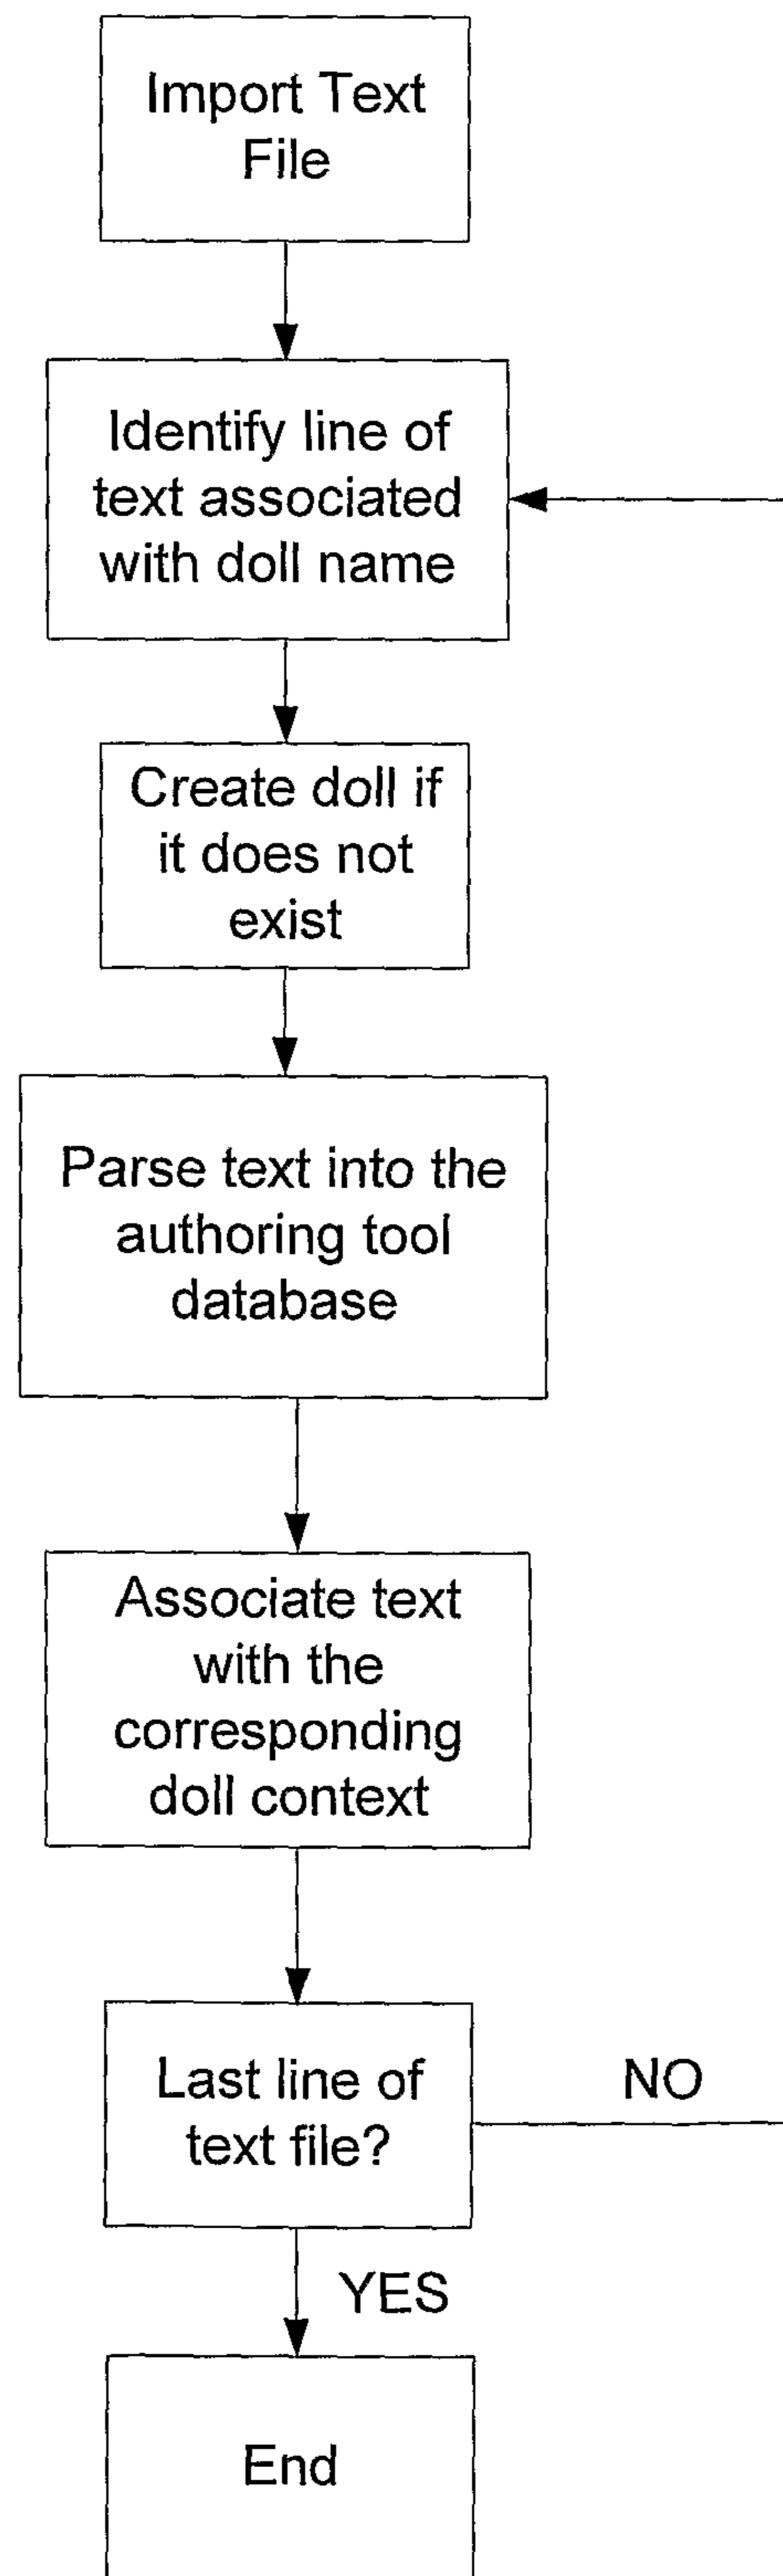 Import Text
File
Identify line of
text associated
with doll name
Create doll if
it does not
exist
Parse text into the
authoring tool
database
Associate text
with the
corresponding
doll context
Last line of
text file?
NO
YES
End